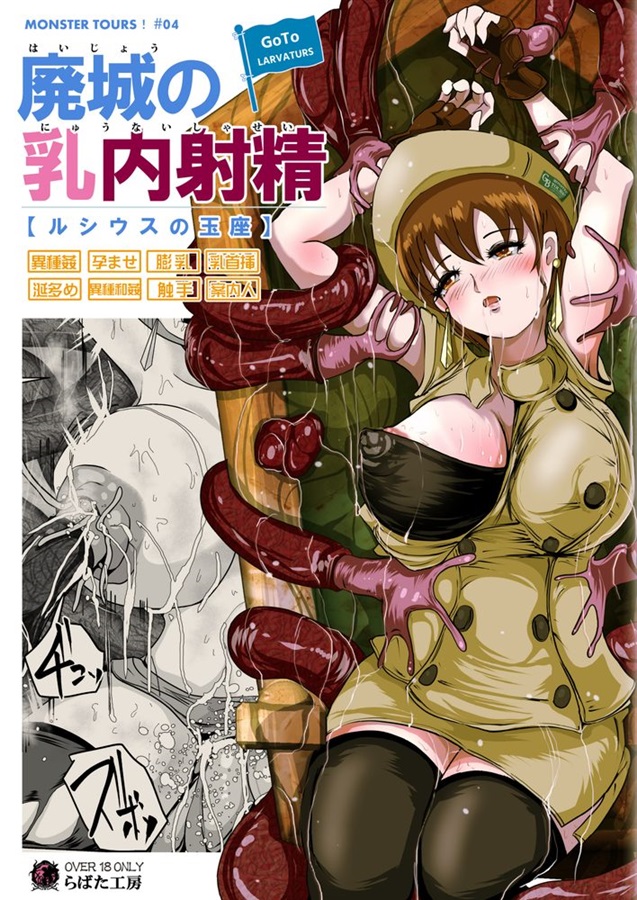 MONSTER TOURS! #04
GoTo
LARVATURS
はいじょう
廃城の
にゅうないしゃせい
乳内射精
【ルシウスの玉座】
異種姦 孕ませ 膨乳 乳首挿
涎多め 異種和姦 触手 案内人
ヂュッ
ズボッ
OVER 18 ONLY
らばた工房